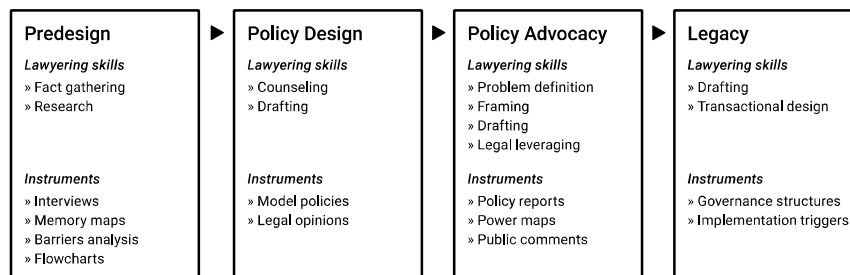 Predesign
Lawyering skills
» Fact gathering
» Research
Instruments
» Interviews
» Memory maps
» Barriers analysis
» Flowcharts
Policy Design
Lawyering skills
» Counseling
» Drafting
Instruments
» Model policies
» Legal opinions
Policy Advocacy
Lawyering skills
» Problem definition
» Framing
» Drafting
» Legal leveraging
Instruments
» Policy reports
» Power maps
» Public comments
Legacy
Lawyering skills
» Drafting
» Transactional design
Instruments
» Governance structures
» Implementation triggers